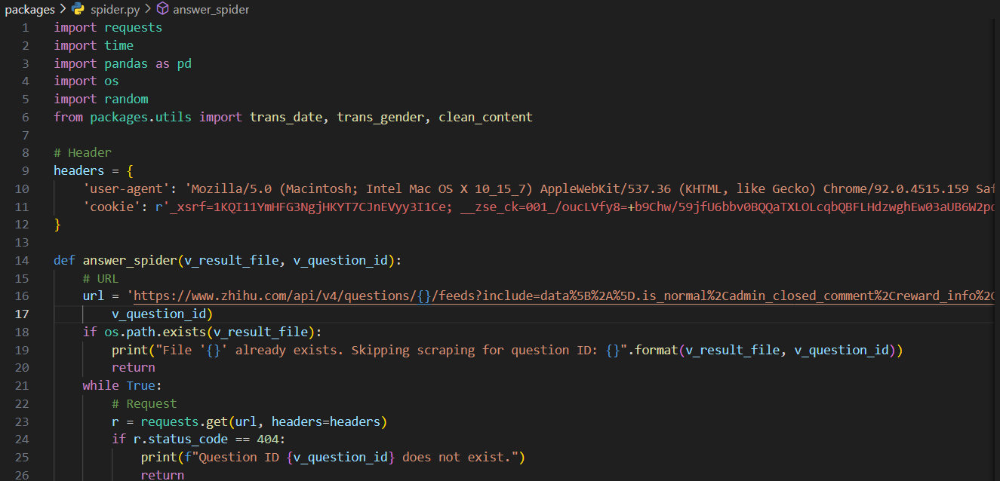 packages > spider.py > answer_spider
1 import requests
2 import time
3 import pandas as pd
4 import os
5 import random
6 from packages.utils import trans_date, trans_gender, clean_content
7
8 # Header
9 headers = {
10 'user-agent': 'Mozilla/5.0 (Macintosh; Intel Mac OS X 10_15_7) AppleWebKit/537.36 (KHTML, like Gecko) Chrome/92.0.4515.159 Saf
11 'cookie': r'_xsrf=1KQI11YmHFG3NgjHKYT7CJnEVyy3I1Ce; __zse_ck=001_/oucLVfy8=+b9Chw/59jfU6bbv0BQQaTXLOLcqbQBFLHdzwghEw03aUB6W2pc
12 }
13
14 def answer_spider(v_result_file, v_question_id):
15 # URL
16 url = 'https://www.zhihu.com/api/v4/questions/{}/feeds?include=data%5B%2A%5D.is_normal%2Cadmin_closed_comment%2Creward_info%2C
17 v_question_id)
18 if os.path.exists(v_result_file):
19 print("File '{}' already exists. Skipping scraping for question ID: {}".format(v_result_file, v_question_id))
20 return
21 while True:
22 # Request
23 r = requests.get(url, headers=headers)
24 if r.status_code == 404:
25 print(f"Question ID {v_question_id} does not exist.")
26 return